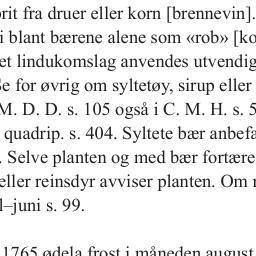 rit fra druer eller korn [brennevin].
i blant bærene alene som «rob» [ko
et lindukomslag anvendes utvendig
e for øvrig om syltetøy, sirup eller
M. D. D. s. 105 også i C. M. H. s. 5
quadrip. s. 404. Syltete bær anbefa
. Selve planten og med bær fortære
eller reinsdyr avviser planten. Om
l–juni s. 99.
1765 ødela frost i måneden august